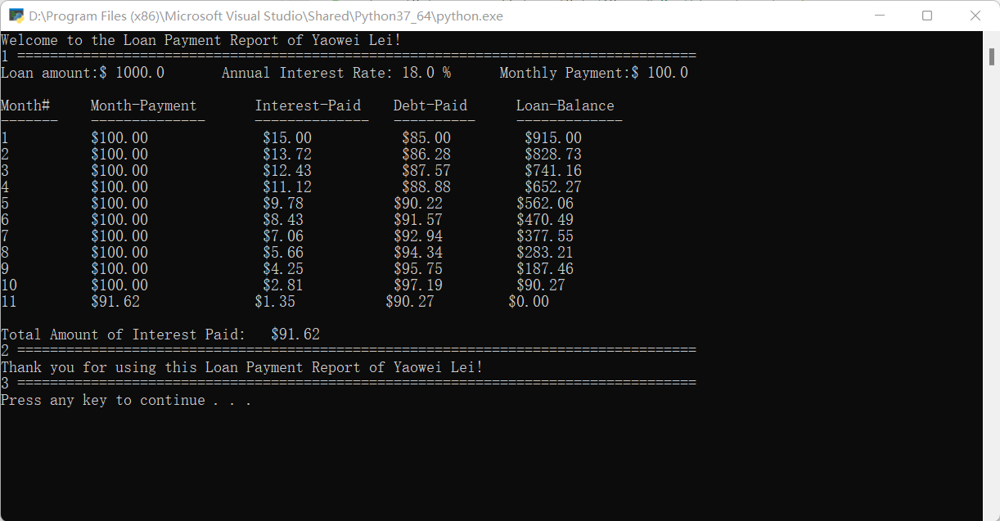 D:\Program Files (x86)\Microsoft Visual Studio\Shared\Python37_64\python.exe
Welcome to the Loan Payment Report of Yaowei Lei!
1 ===================================================================================
Loan amount:$ 1000.0       Annual Interest Rate: 18.0 %      Monthly Payment:$ 100.0
Month#     Month-Payment       Interest-Paid    Debt-Paid      Loan-Balance
-------    --------------      --------------   ----------     -------------
1          $100.00              $15.00           $85.00         $915.00
2          $100.00              $13.72           $86.28         $828.73
3          $100.00              $12.43           $87.57         $741.16
4          $100.00              $11.12           $88.88         $652.27
5          $100.00              $9.78           $90.22         $562.06
6          $100.00              $8.43           $91.57         $470.49
7          $100.00              $7.06           $92.94         $377.55
8          $100.00              $5.66           $94.34         $283.21
9          $100.00              $4.25           $95.75         $187.46
10         $100.00              $2.81           $97.19         $90.27
11         $91.62              $1.35           $90.27         $0.00
Total Amount of Interest Paid:   $91.62
2 ===================================================================================
Thank you for using this Loan Payment Report of Yaowei Lei!
3 ===================================================================================
Press any key to continue . . .